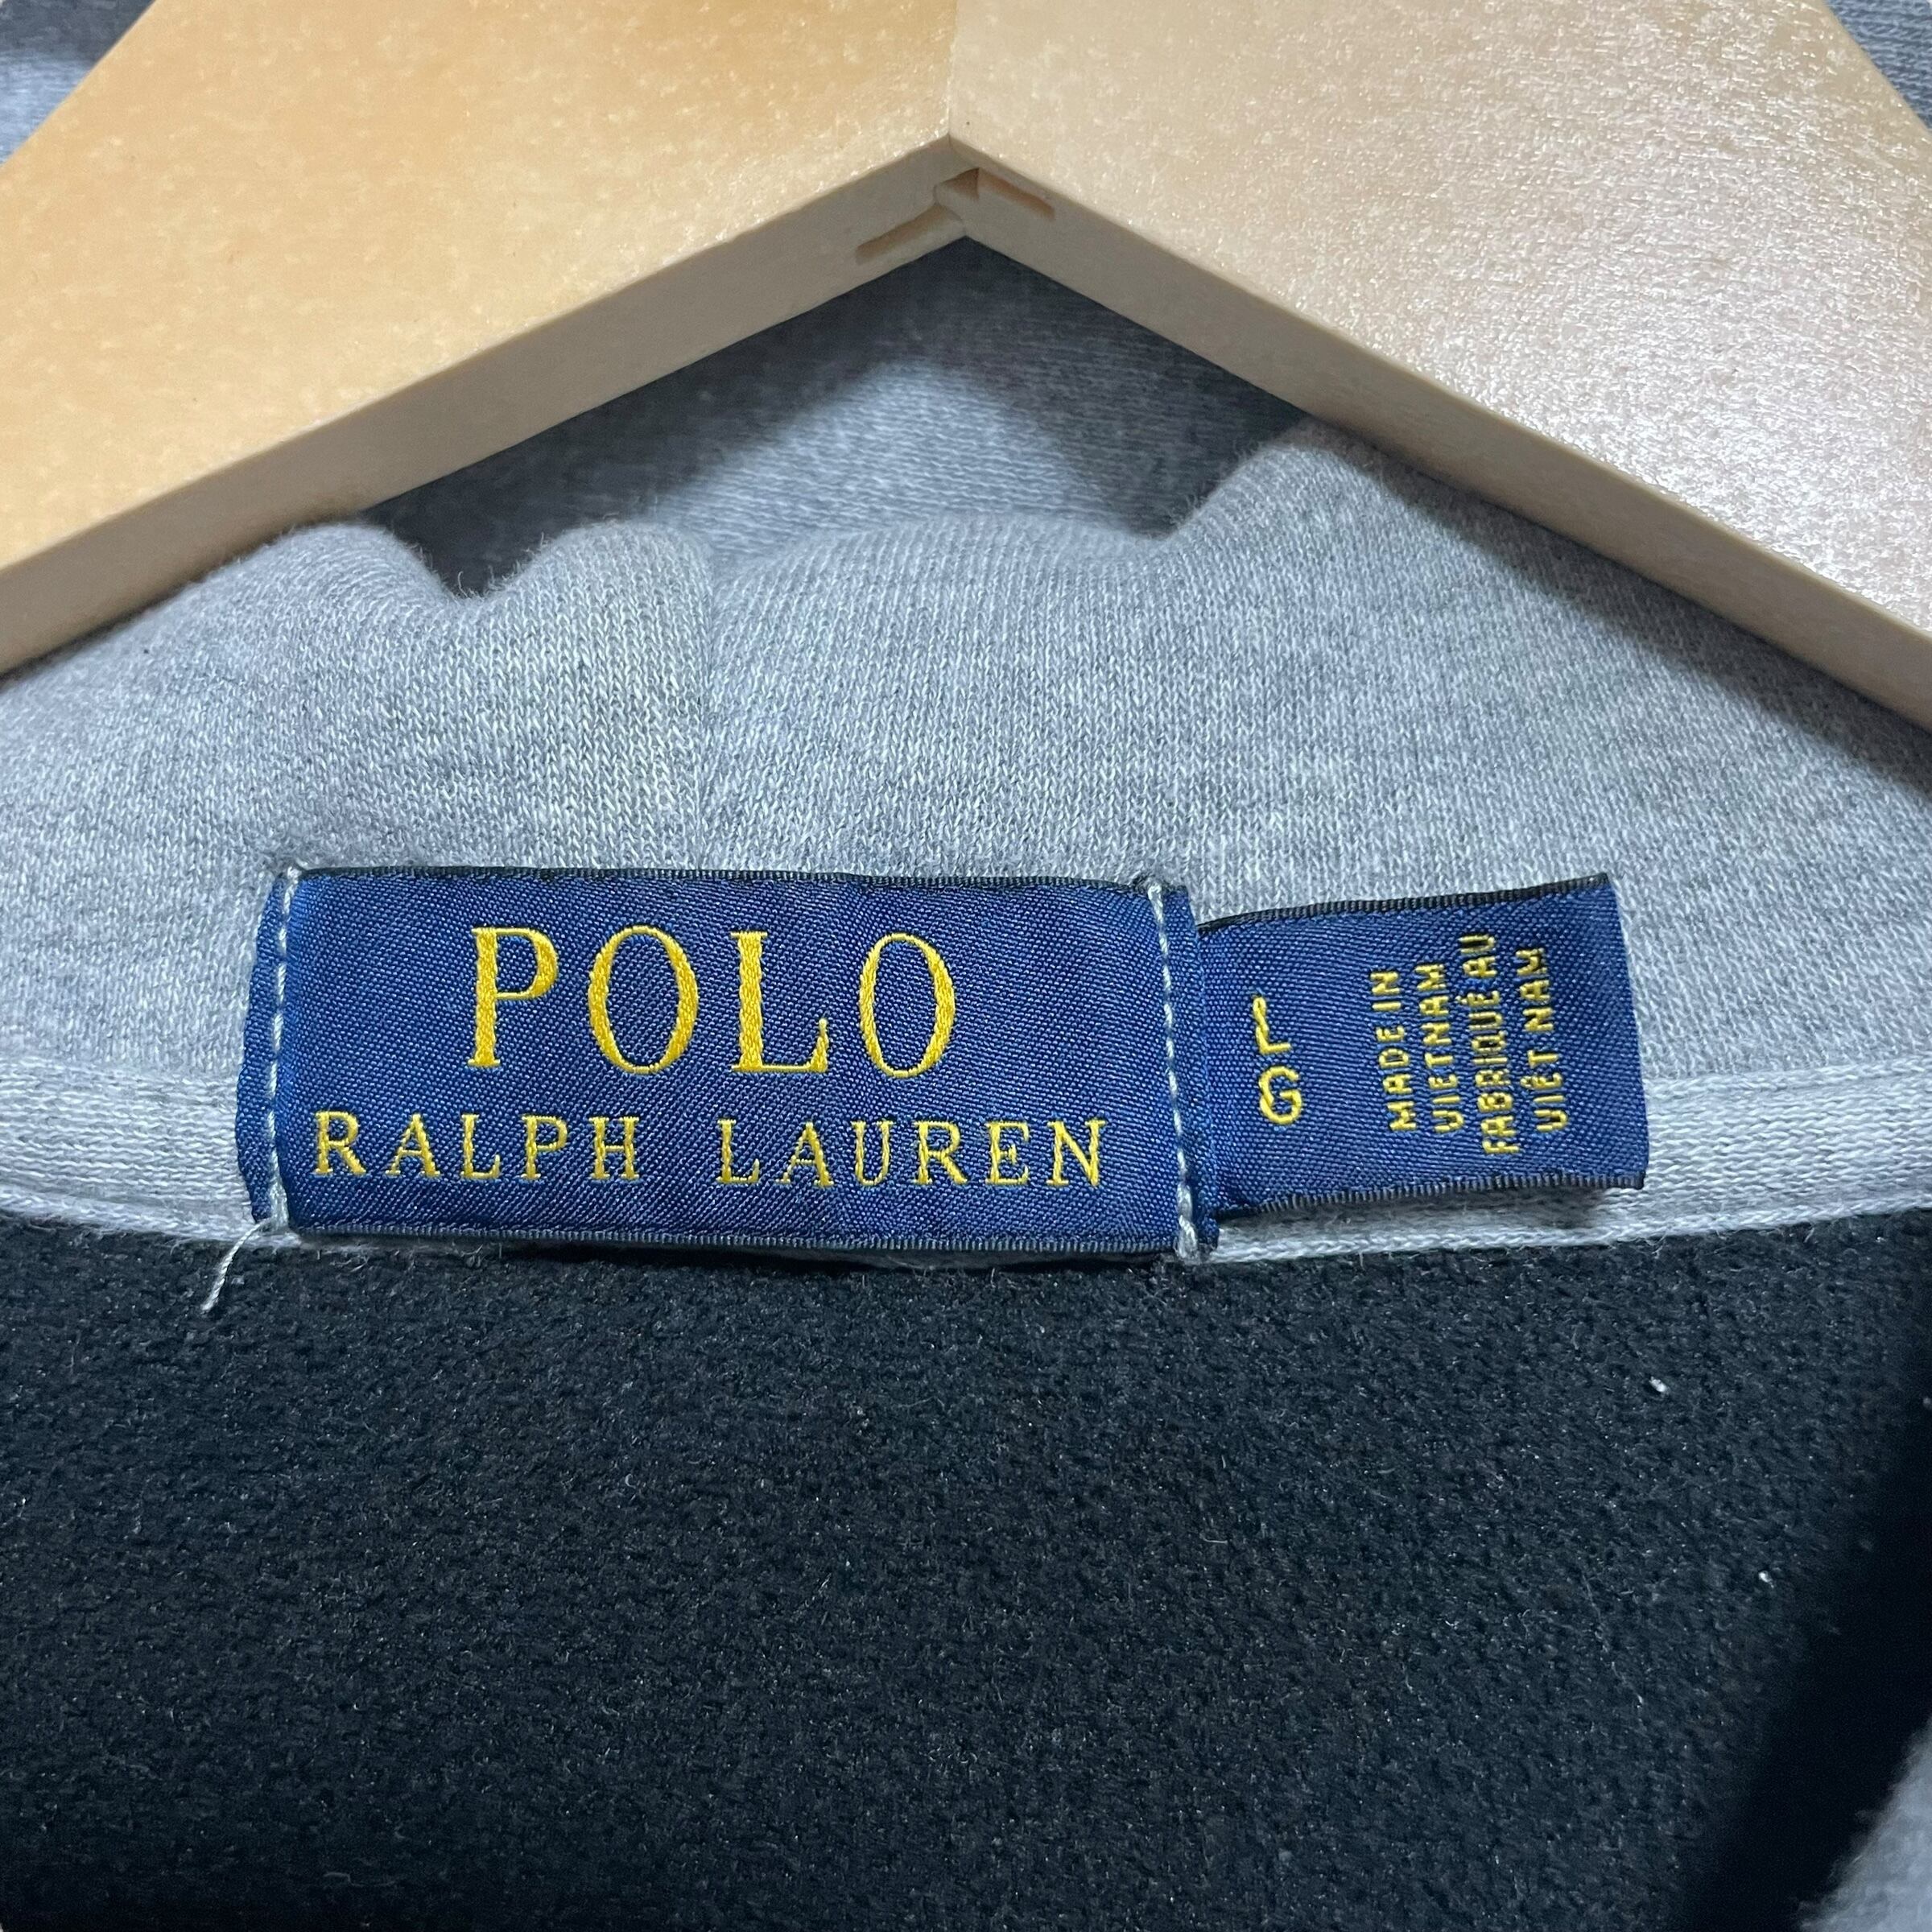 POLO
RALPH LAUREN
L
G
MADE IN
VIETNAM
FABRIQUÉ AU
VIÊT NAM